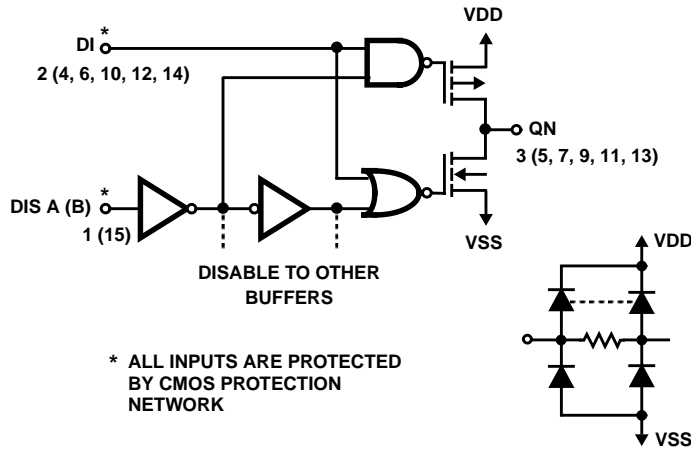 VDD
*
DI
2 (4, 6, 10, 12, 14)
QN
3 (5, 7, 9, 11, 13)
*
DIS A (B)
1 (15)
VSS
DISABLE TO OTHER
BUFFERS
VDD
* ALL INPUTS ARE PROTECTED
BY CMOS PROTECTION
NETWORK
VSS